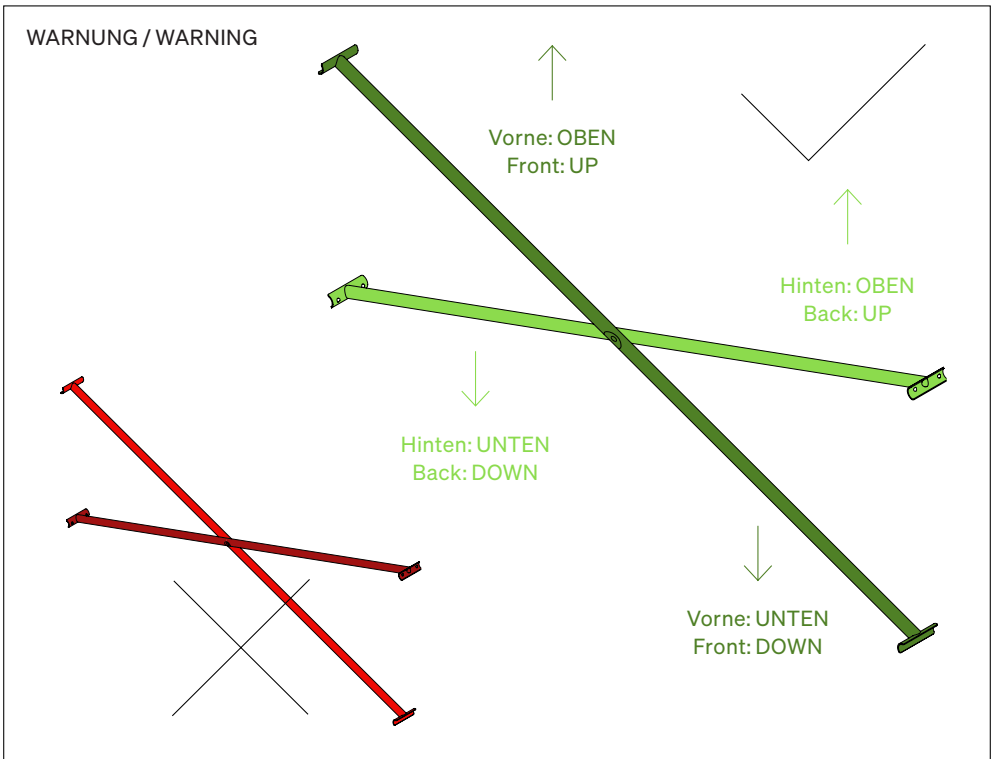 WARNUNG / WARNING
Vorne: OBEN
Front: UP
Hinten: OBEN
Back: UP
Hinten: UNTEN
Back: DOWN
Vorne: UNTEN
Front: DOWN